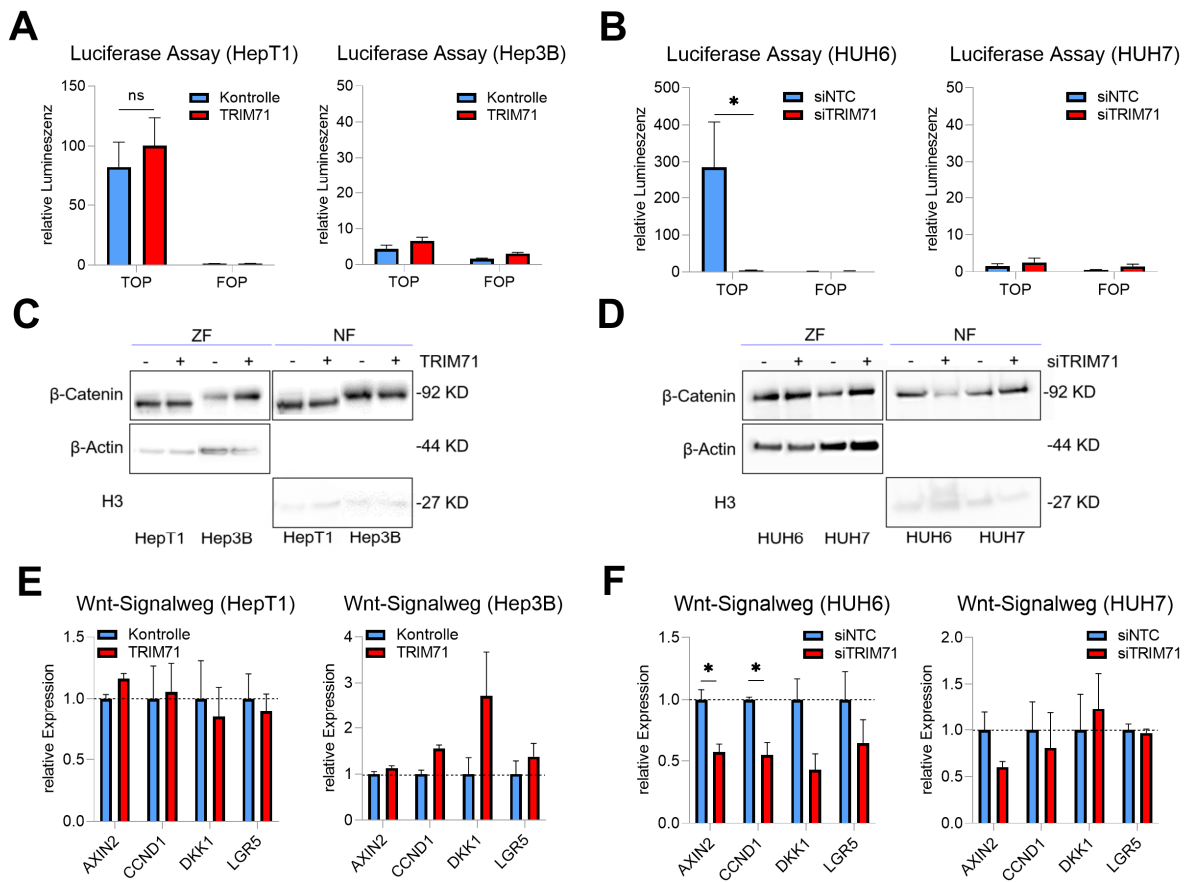 A
Luciferase Assay (HepT1)
relative Lumineszenz
150
100
50
0
ns
Kontrolle
TRIM71
TOP
FOP
Luciferase Assay (Hep3B)
relative Lumineszenz
50
40
30
20
10
0
Kontrolle
TRIM71
TOP
FOP
B
Luciferase Assay (HUH6)
relative Lumineszenz
500
400
300
200
100
0
*
siNTC
siTRIM71
TOP
FOP
Luciferase Assay (HUH7)
relative Lumineszenz
50
40
30
20
10
0
siNTC
siTRIM71
TOP
FOP
C
ZF
NF
- + - + - + - + TRIM71
β-Catenin
-92 KD
β-Actin
-44 KD
H3
-27 KD
HepT1 Hep3B HepT1 Hep3B
D
ZF
NF
- + - + - + - + siTRIM71
β-Catenin
-92 KD
β-Actin
-44 KD
H3
-27 KD
HUH6 HUH7 HUH6 HUH7
E
Wnt-Signalweg (HepT1)
relative Expression
1.5
1.0
0.5
0.0
Kontrolle
TRIM71
AXIN2
CCND1
DKK1
LGR5
Wnt-Signalweg (Hep3B)
relative Expression
4
3
2
1
0
Kontrolle
TRIM71
AXIN2
CCND1
DKK1
LGR5
F
Wnt-Signalweg (HUH6)
relative Expression
1.5
1.0
0.5
0.0
*
*
siNTC
siTRIM71
AXIN2
CCND1
DKK1
LGR5
Wnt-Signalweg (HUH7)
relative Expression
2.0
1.5
1.0
0.5
0.0
siNTC
siTRIM71
AXIN2
CCND1
DKK1
LGR5